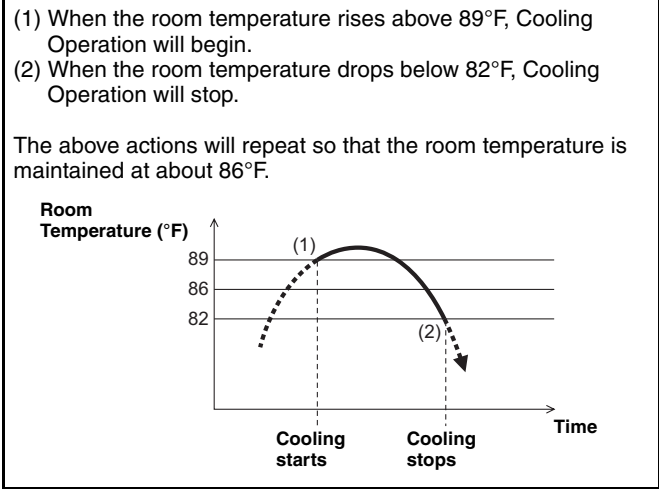 (1) When the room temperature rises above 89°F, Cooling
Operation will begin.
(2) When the room temperature drops below 82°F, Cooling
Operation will stop.
The above actions will repeat so that the room temperature is
maintained at about 86°F.
Room
Temperature (°F)
(1)
89
86
82
(2)
Time
Cooling
starts
Cooling
stops